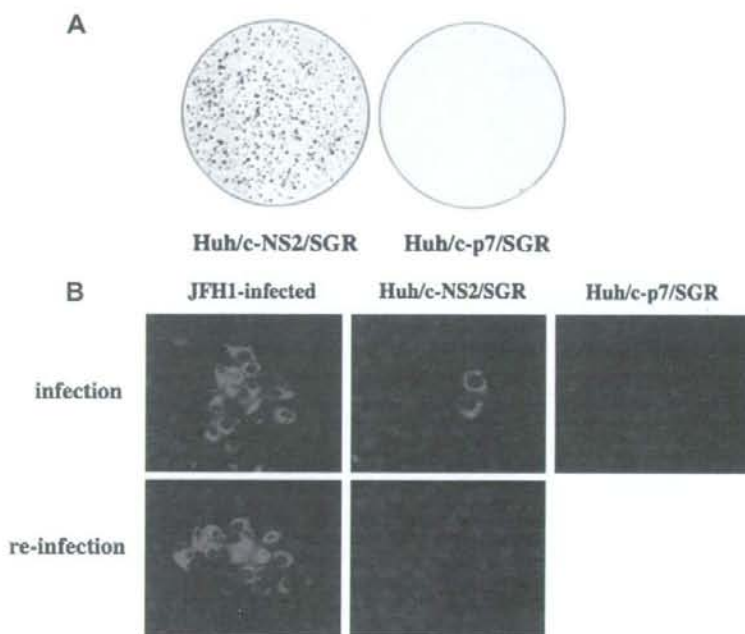 A
Huh/c-NS2/SGR Huh/c-p7/SGR
B
JFH1-infected Huh/c-NS2/SGR Huh/c-p7/SGR
infection
re-infection